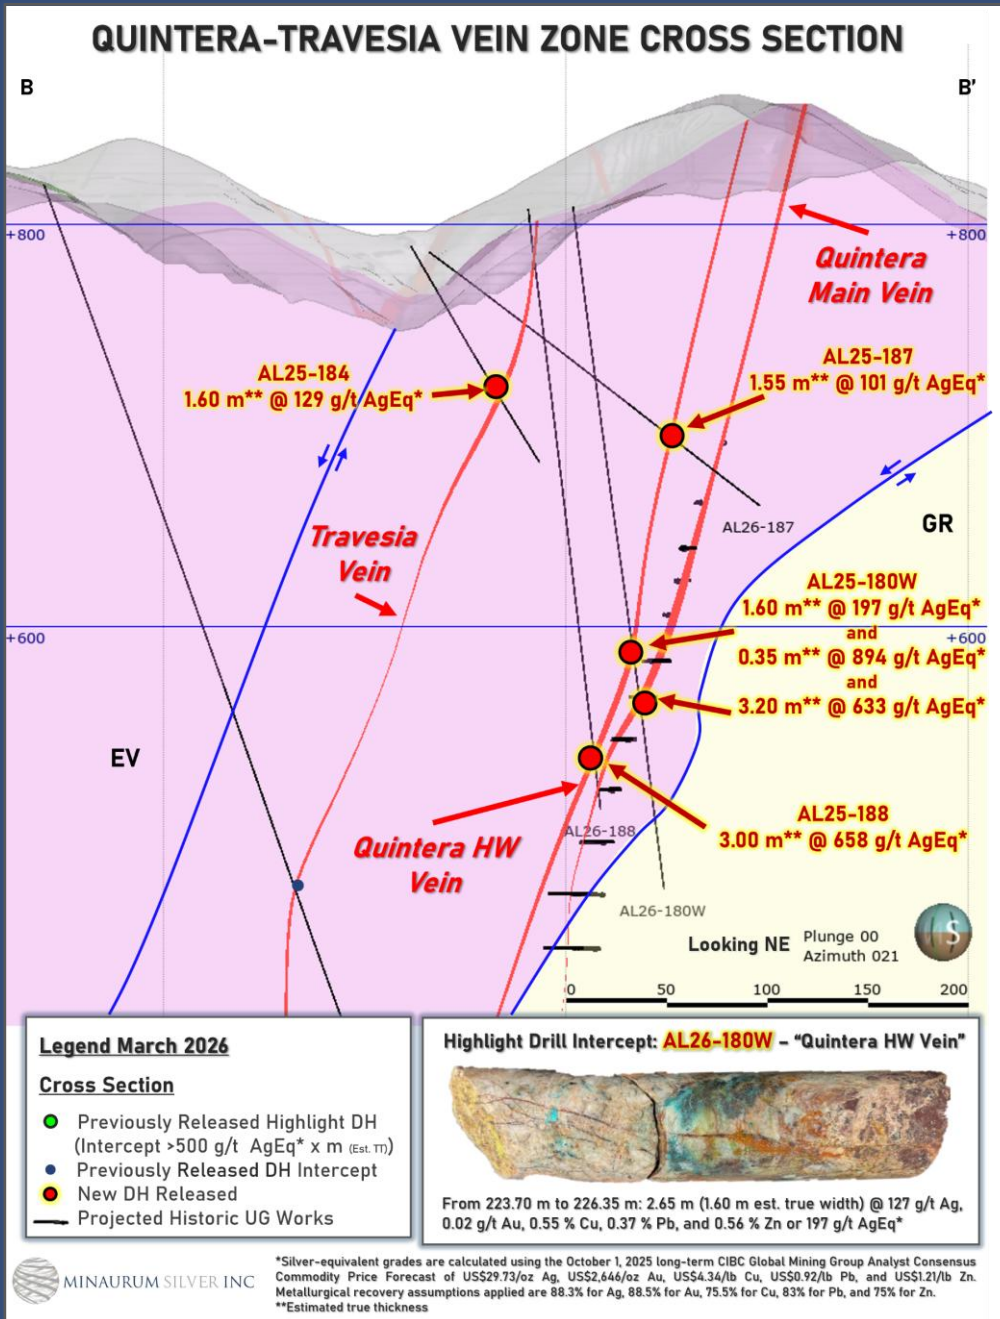 QUINTERA-TRAVESIA VEIN ZONE CROSS SECTION
B
B'
+800
+800
Quintera
Main Vein
AL25-184
1.60 m** @ 129 g/t AgEq*
AL25-187
1.55 m** @ 101 g/t AgEq*
AL26-187
GR
Travesia
Vein
AL25-180W
1.60 m** @ 197 g/t AgEq*
and
0.35 m** @ 894 g/t AgEq*
and
3.20 m** @ 633 g/t AgEq*
+600
+600
EV
AL25-188
3.00 m** @ 658 g/t AgEq*
AL26-188
Quintera HW
Vein
AL26-180W
Looking NE
Plunge 00
Azimuth 021
S
0 50 100 150 200
Legend March 2026
Cross Section
Previously Released Highlight DH
(Intercept >500 g/t AgEq* x m (Est. TT))
Previously Released DH Intercept
New DH Released
Projected Historic UG Works
Highlight Drill Intercept: AL26-180W – "Quintera HW Vein"
From 223.70 m to 226.35 m: 2.65 m (1.60 m est. true width) @ 127 g/t Ag,
0.02 g/t Au, 0.55 % Cu, 0.37 % Pb, and 0.56 % Zn or 197 g/t AgEq*
MINAURUM SILVER INC
*Silver-equivalent grades are calculated using the October 1, 2025 long-term CIBC Global Mining Group Analyst Consensus
Commodity Price Forecast of US$29.73/oz Ag, US$2,646/oz Au, US$4.34/lb Cu, US$0.92/lb Pb, and US$1.21/lb Zn.
Metallurgical recovery assumptions applied are 88.3% for Ag, 88.5% for Au, 75.5% for Cu, 83% for Pb, and 75% for Zn.
**Estimated true thickness